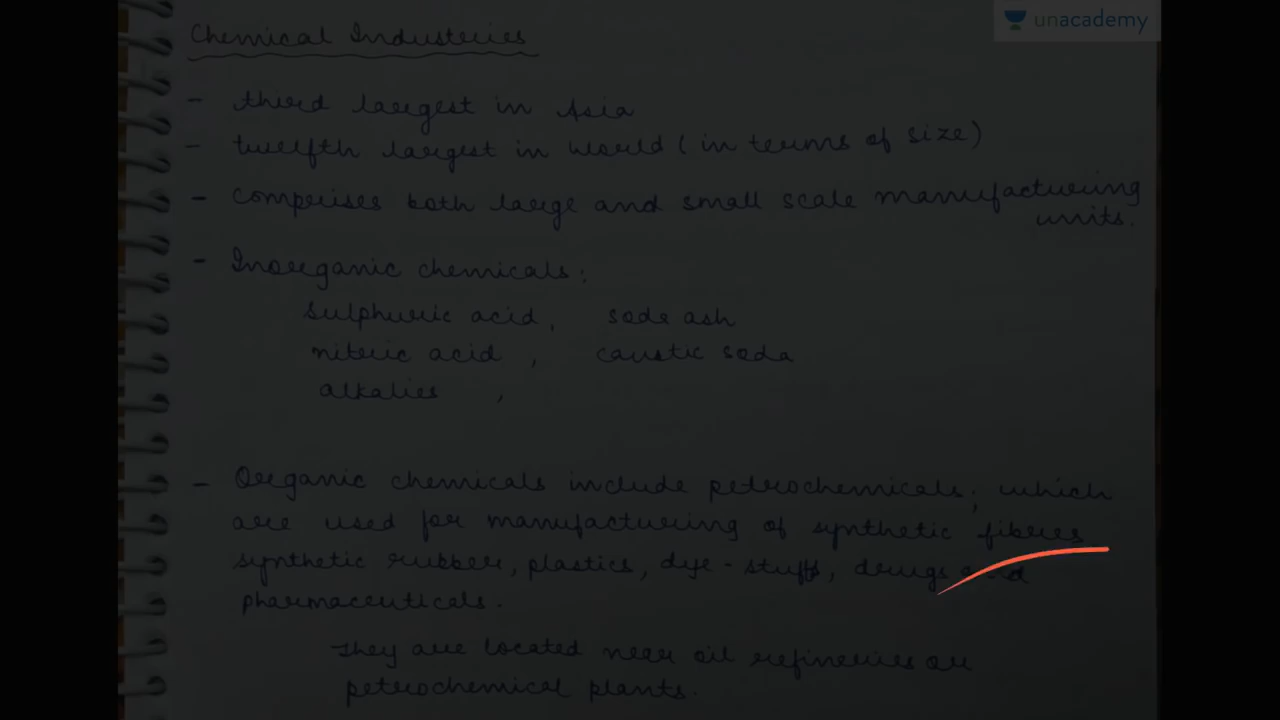 unacademy
Chemical Industries
- third largest in Asia
- twelfth largest in world (in terms of size)
- comprises both large and small scale manufacturing
units.
- Inorganic chemicals:
Sulphuric acid, sode ash
nitric acid, caustic soda
alkalies,
- Organic chemicals include petrochemicals, which
are used for manufacturing of synthetic fibres
synthetic rubber, plastics, dye-stuffs, drugs and
pharmaceuticals.
They are located near oil refineries or
petrochemical plants.